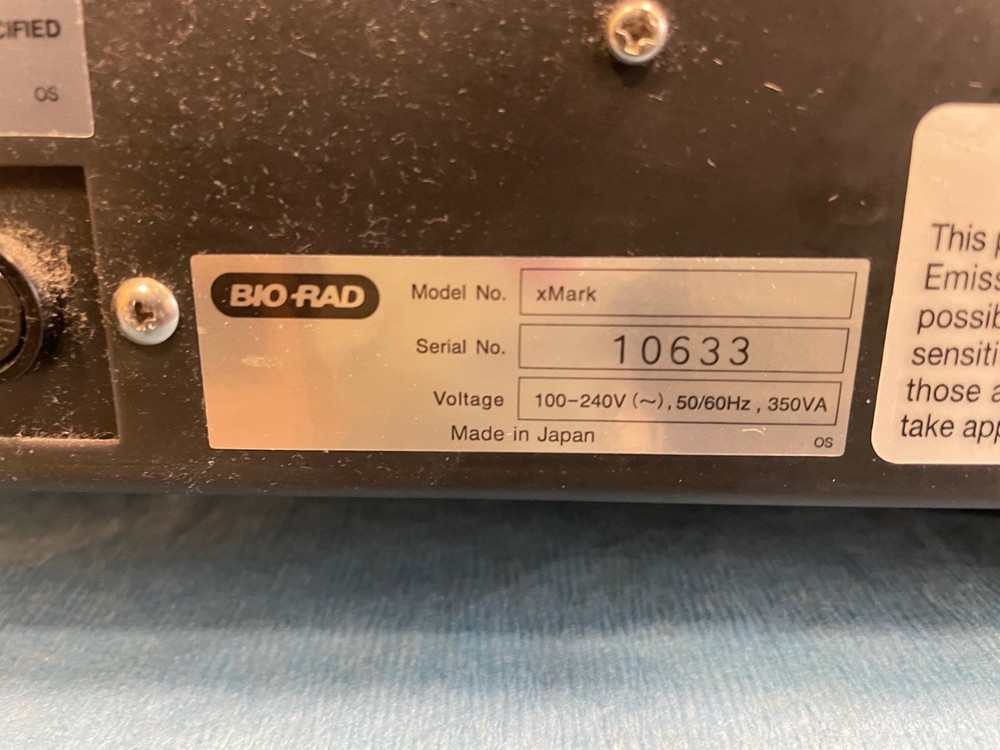 OS
BIO-RAD
Model No. xMark
Serial No. 10633
Voltage 100-240V (~), 50/60Hz, 350VA
Made in Japan
OS
This
Emiss
possib
sensiti
those a
take app